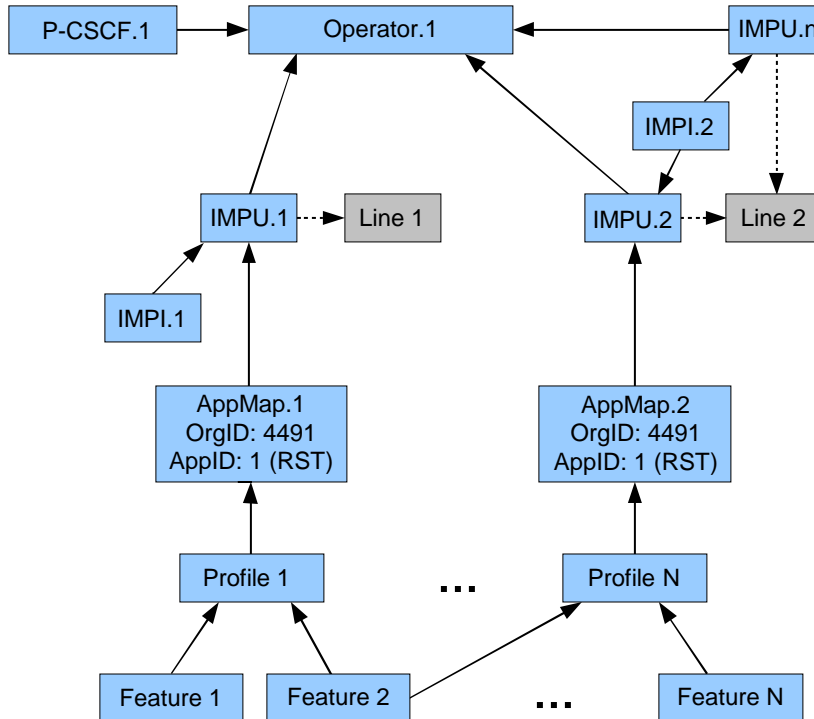 P-CSCF.1
Operator.1
IMPU.n
IMPI.2
IMPU.1
Line 1
IMPU.2
Line 2
IMPI.1
AppMap.1
OrgID: 4491
AppID: 1 (RST)
AppMap.2
OrgID: 4491
AppID: 1 (RST)
Profile 1
...
Profile N
Feature 1
Feature 2
...
Feature N